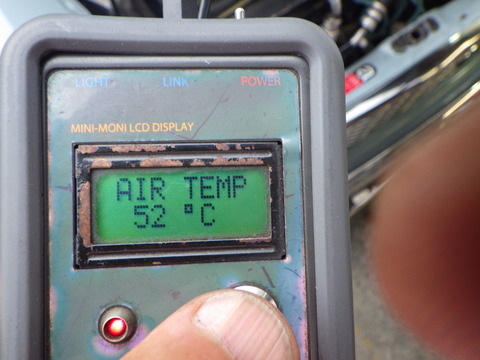 LIGHT LINK POWER
MINI-MONI LCD DISPLAY
AIR TEMP
52 °C